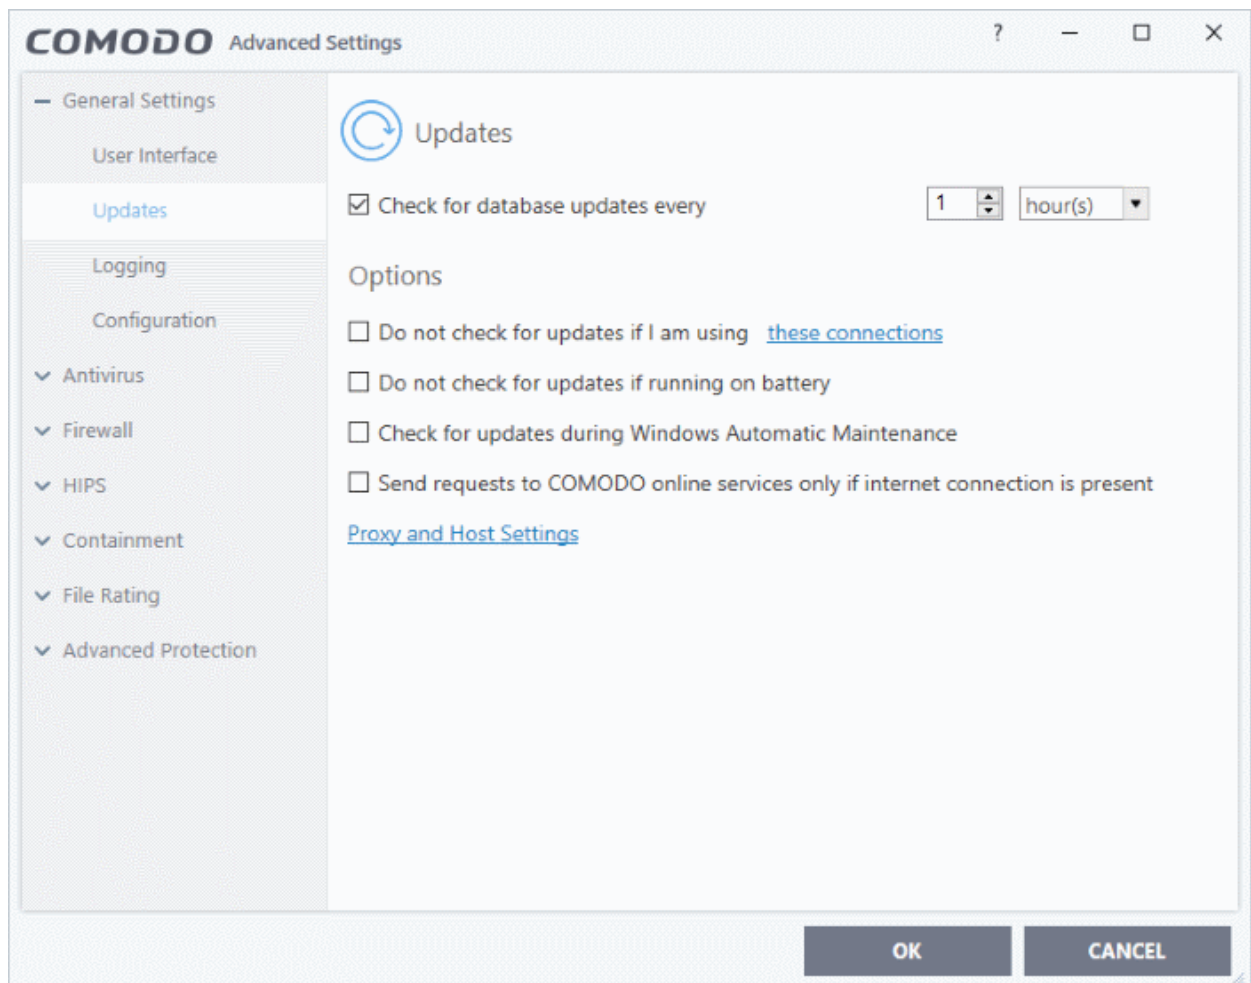 COMODO Advanced Settings ?
General Settings
User Interface
Updates
Logging
Configuration
Antivirus
Firewall
HIPS
Containment
File Rating
Advanced Protection
Updates
Check for database updates every 1 hour(s)
Options
Do not check for updates if I am using these connections
Do not check for updates if running on battery
Check for updates during Windows Automatic Maintenance
Send requests to COMODO online services only if internet connection is present
Proxy and Host Settings
OK CANCEL